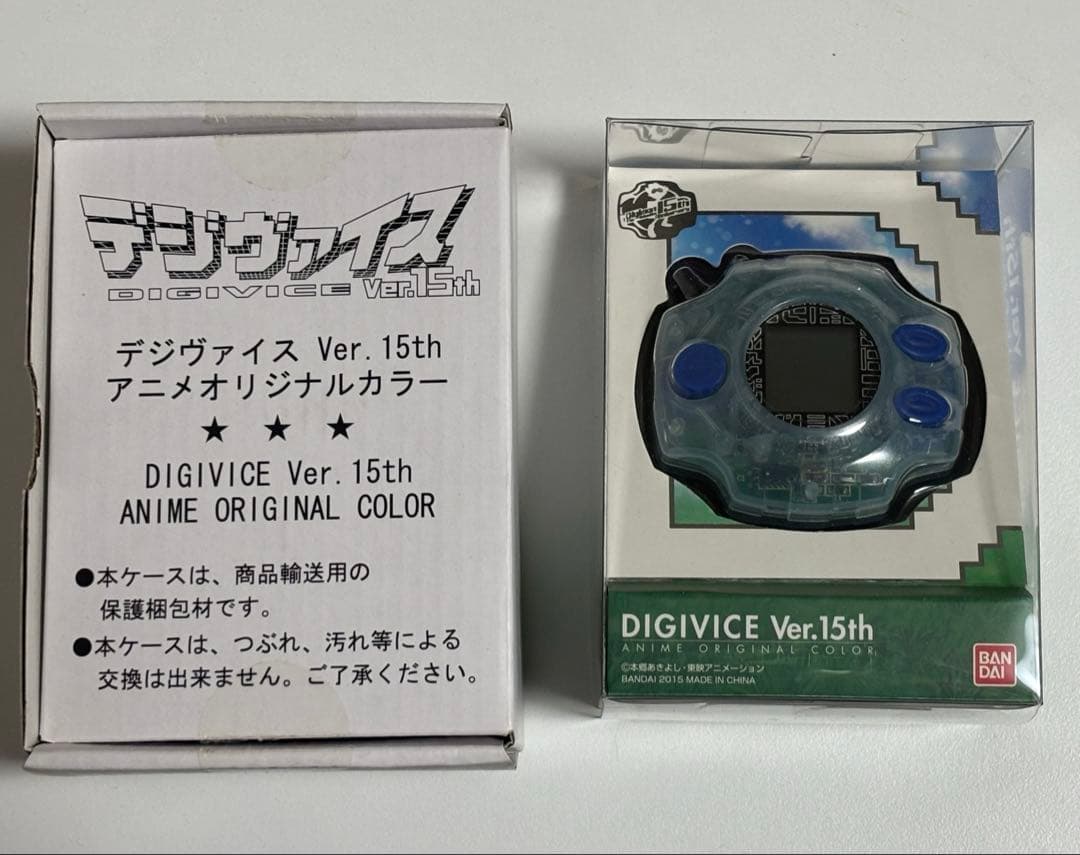 デジヴァイス
DIGIVICE Ver.15th
デジヴァイス Ver.15th
アニメオリジナルカラー
★ ★ ★
DIGIVICE Ver.15th
ANIME ORIGINAL COLOR
●本ケースは、商品輸送用の
保護梱包材です。
●本ケースは、つぶれ、汚れ等による
交換は出来ません。ご了承ください。
Digimon 15th
DIGIVICE Ver.15th
ANIME ORIGINAL COLOR
©本郷あきよし・東映アニメーション
BANDAI 2015 MADE IN CHINA
BAN
DAI
Ver.15th